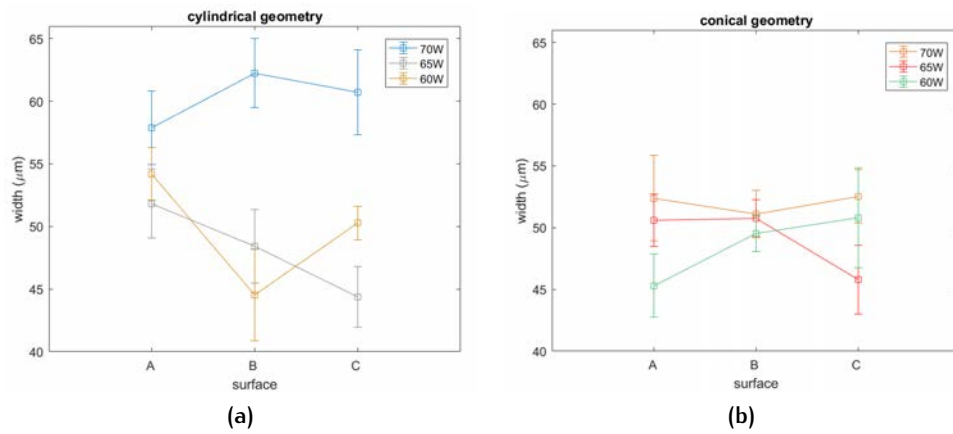 cylindrical geometry
65
60
55
50
45
40
width (μm)
A
B
C
surface
70W
65W
60W
(a)
conical geometry
65
60
55
50
45
40
width (μm)
A
B
C
surface
70W
65W
60W
(b)